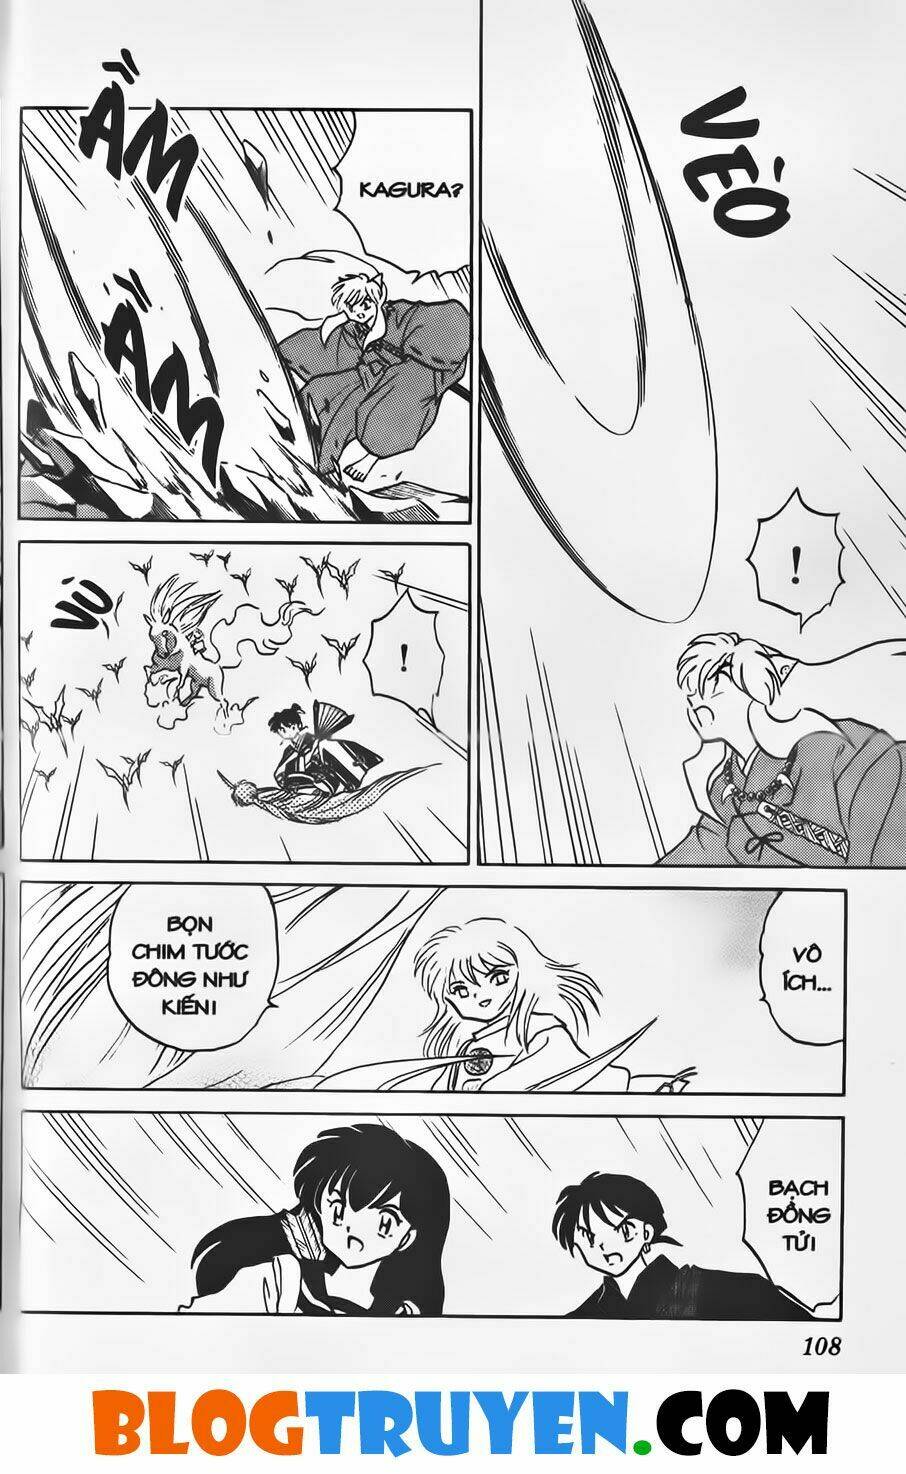 VÈO
!
KAGURA?
ẦM
ẦM
VÙ
!
VÔ
ÍCH...
BỌN
CHIM TƯỚC
ĐÔNG NHƯ
KIẾN!
BẠCH
ĐỒNG
TỬ!
108
BLOGTRUYEN.COM